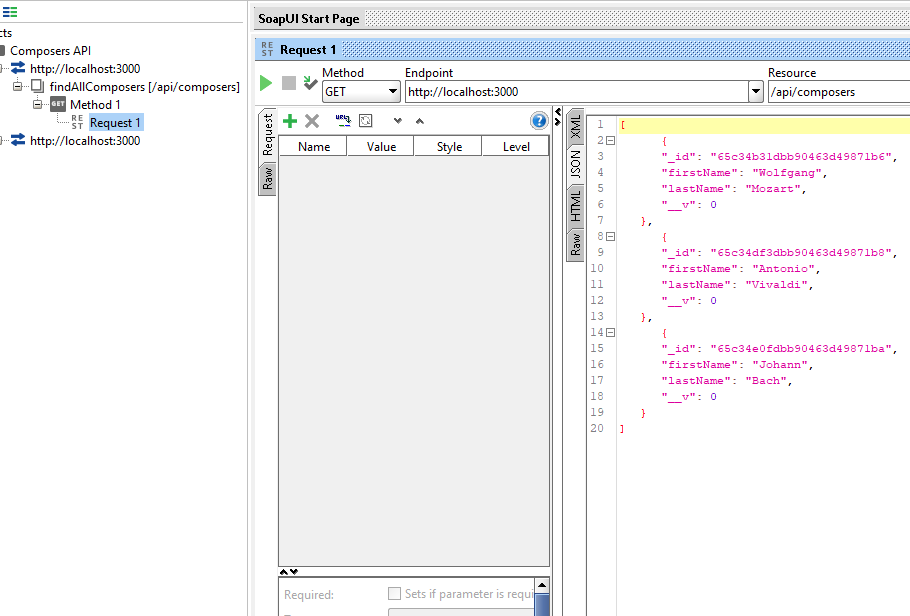 cts
Composers API
http://localhost:3000
findAllComposers [/api/composers]
GET Method 1
REST Request 1
http://localhost:3000
SoapUI Start Page
REST Request 1
Method
Endpoint
Resource
GET
http://localhost:3000
/api/composers
Request
Raw
URL
?
Name Value Style Level
Required:
Sets if parameter is requi
XML
JSON
HTML
Raw
1 [
2 {
3 "_id": "65c34b31dbb90463d49871b6",
4 "firstName": "Wolfgang",
5 "lastName": "Mozart",
6 "__v": 0
7 },
8 {
9 "_id": "65c34df3dbb90463d49871b8",
10 "firstName": "Antonio",
11 "lastName": "Vivaldi",
12 "__v": 0
13 },
14 {
15 "_id": "65c34e0fdbb90463d49871ba",
16 "firstName": "Johann",
17 "lastName": "Bach",
18 "__v": 0
19 }
20 ]